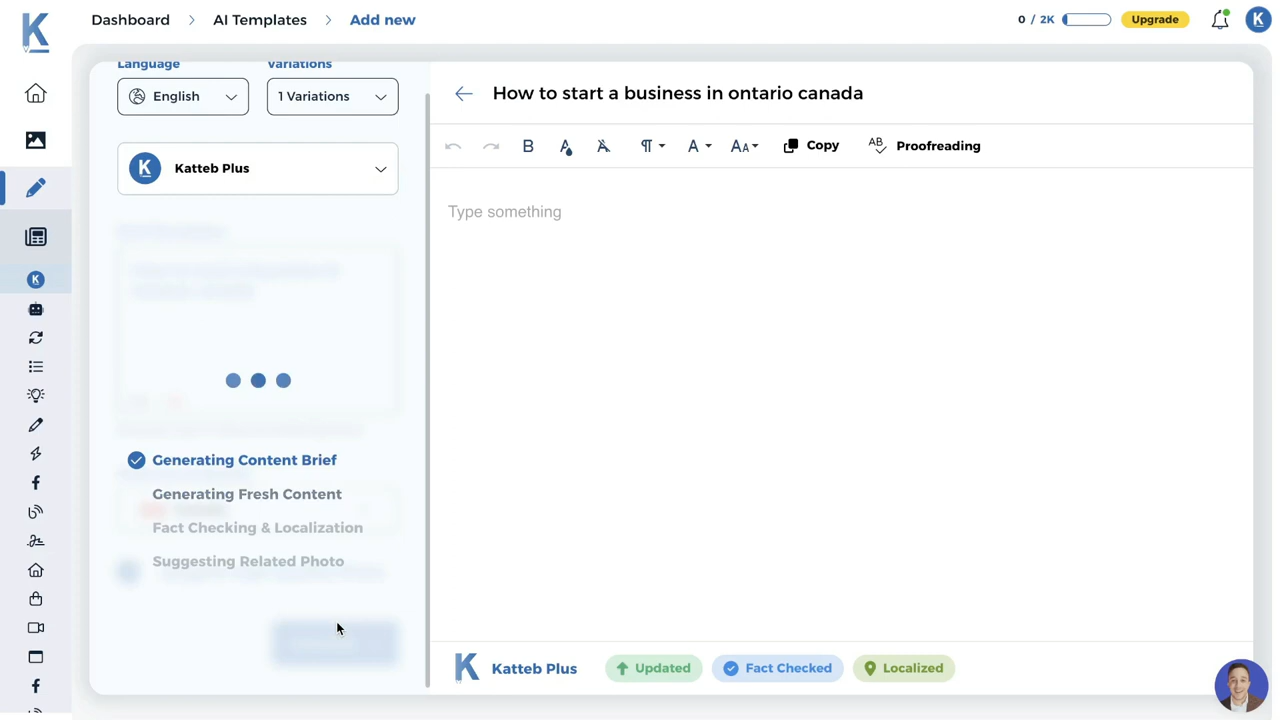 Dashboard > AI Templates > Add new
0 / 2K
Upgrade
K
K
Language
Variations
English
1 Variations
K Katteb Plus
Generating Content Brief
Generating Fresh Content
Fact Checking & Localization
Suggesting Related Photo
How to start a business in ontario canada
B A A ¶ A AA Copy AB Proofreading
Type something
K Katteb Plus
Updated
Fact Checked
Localized